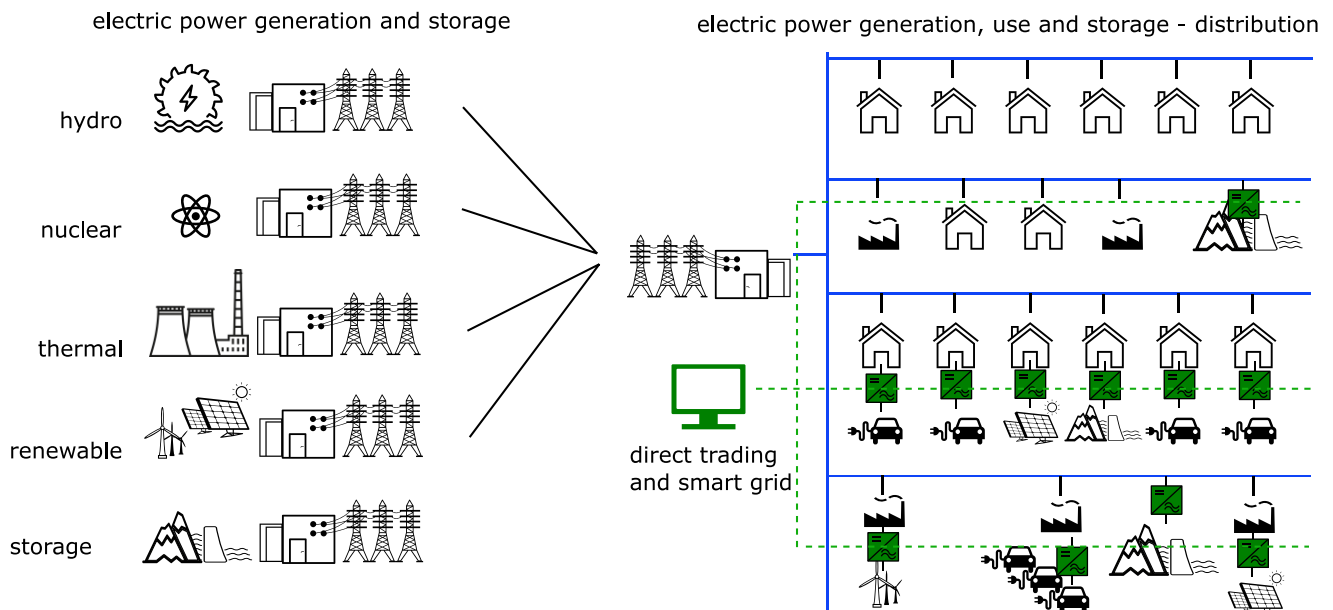 electric power generation and storage
electric power generation, use and storage - distribution
hydro
nuclear
thermal
renewable
storage
direct trading
and smart grid